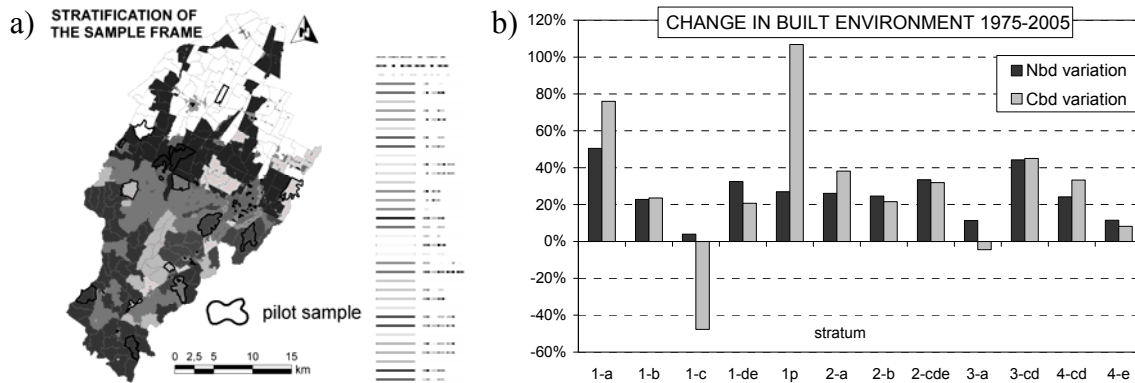 a)
STRATIFICATION OF
THE SAMPLE FRAME
N
pilot sample
0 2,5 5 10 15
km
b)
CHANGE IN BUILT ENVIRONMENT 1975-2005
Nbd variation
Cbd variation
120%
100%
80%
60%
40%
20%
0%
-20%
-40%
-60%
stratum
1-a 1-b 1-c 1-de 1p 2-a 2-b 2-cde 3-a 3-cd 4-cd 4-e